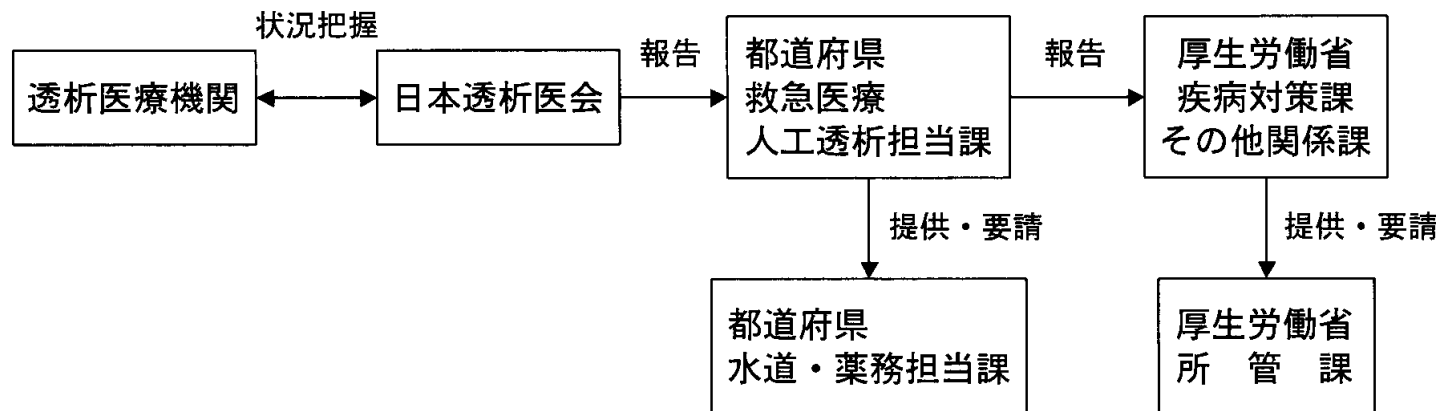 状況把握
透析医療機関
日本透析医会
報告
都道府県
救急医療
人工透析担当課
報告
厚生労働省
疾病対策課
その他関係課
提供・要請
提供・要請
都道府県
水道・薬務担当課
厚生労働省
所　管　課